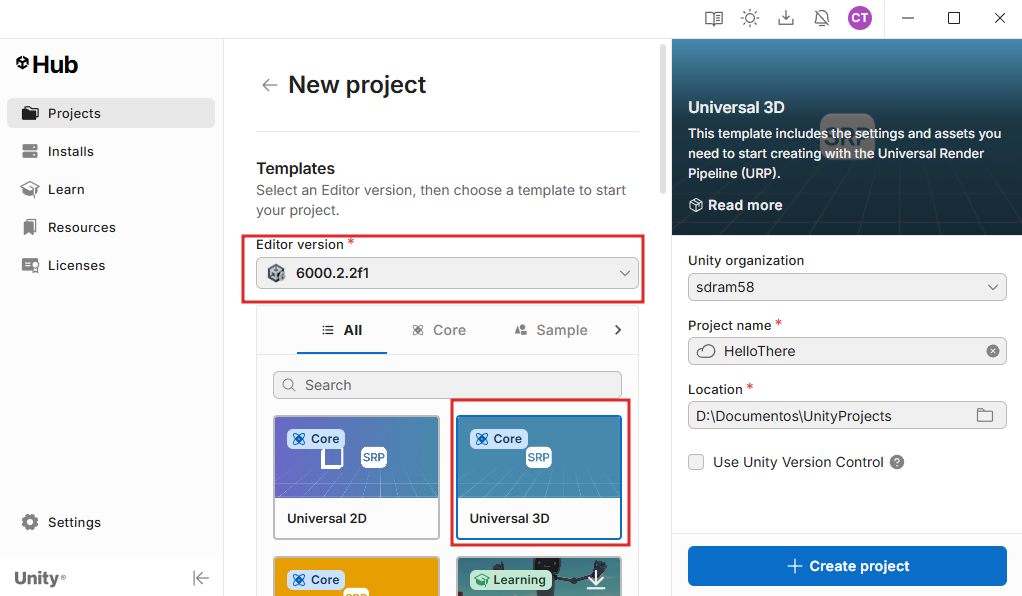 CT
Hub
Projects
Installs
Learn
Resources
Licenses
Settings
Unity®
New project
Templates
Select an Editor version, then choose a template to start
your project.
Editor version *
6000.2.2f1
All
Core
Sample
Search
Core
SRP
Universal 2D
Core
SRP
Universal 3D
Core
SRP
Learning
SRP
Universal 3D
This template includes the settings and assets you
need to start creating with the Universal Render
Pipeline (URP).
Read more
Unity organization
sdram58
Project name *
HelloThere
Location *
D:\Documentos\UnityProjects
Use Unity Version Control ?
Create project